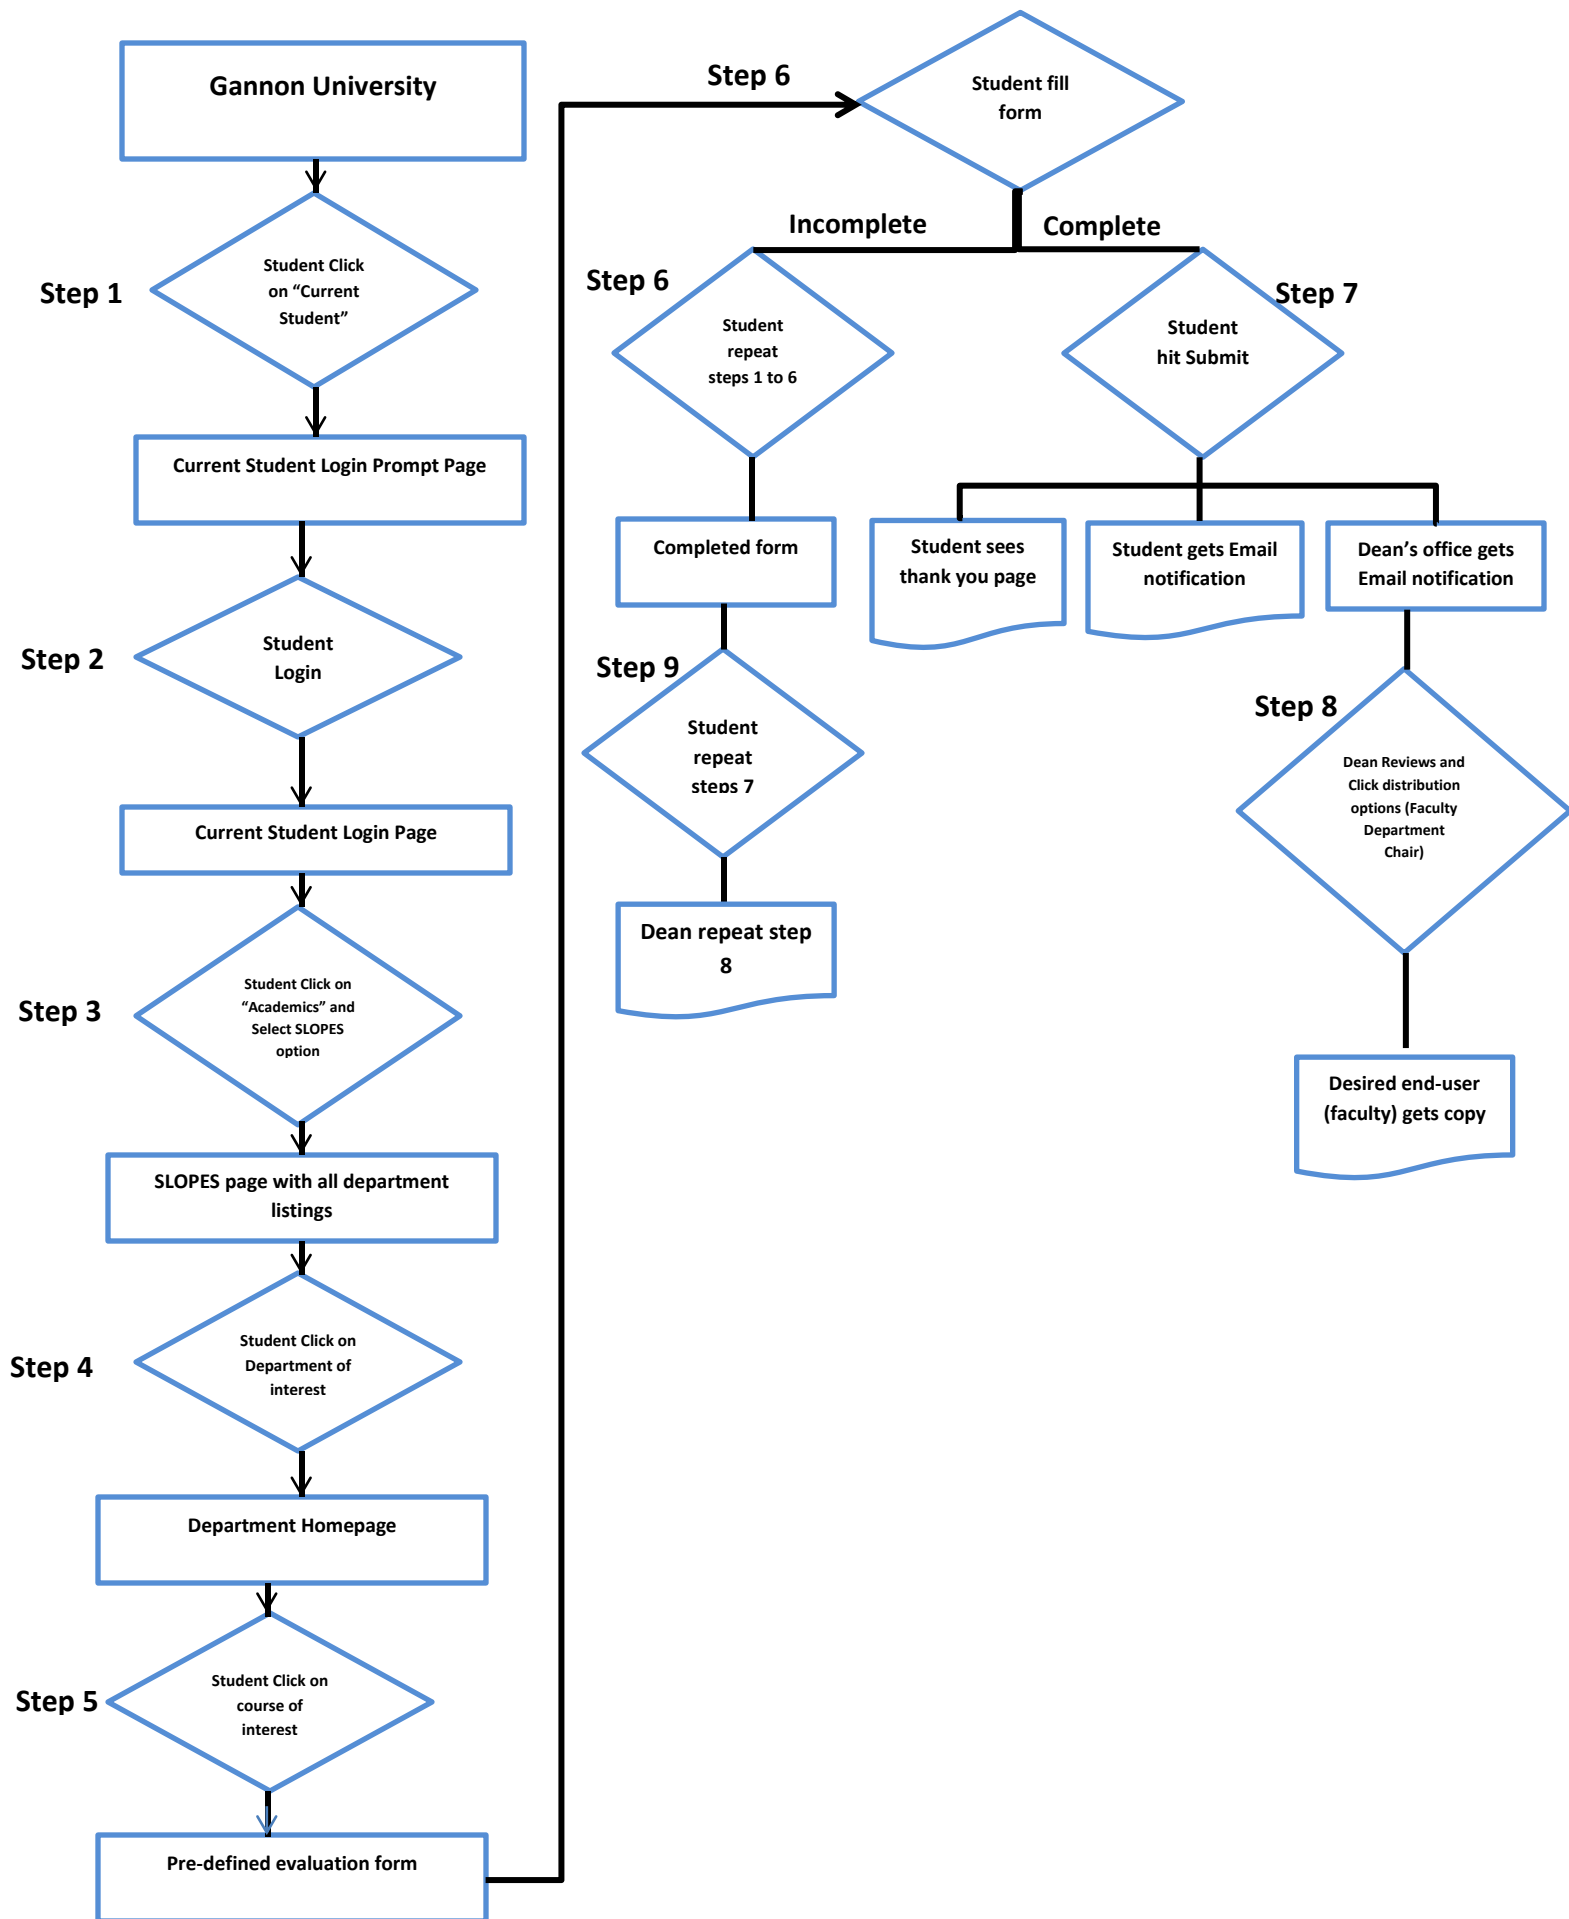 Gannon University
Step 1
Student Click
on “Current
Student”
Current Student Login Prompt Page
Step 2
Student
Login
Current Student Login Page
Step 3
Student Click on
“Academics” and
Select SLOPES
option
SLOPES page with all department
listings
Step 4
Student Click on
Department of
interest
Department Homepage
Step 5
Student Click on
course of
interest
Pre-defined evaluation form
Step 6
Student fill
form
Incomplete
Complete
Step 6
Student
repeat
steps 1 to 6
Completed form
Step 9
Student
repeat
steps 7
Dean repeat step
8
Step 7
Student
hit Submit
Student sees
thank you page
Student gets Email
notification
Dean’s office gets
Email notification
Step 8
Dean Reviews and
Click distribution
options (Faculty
Department
Chair)
Desired end-user
(faculty) gets copy